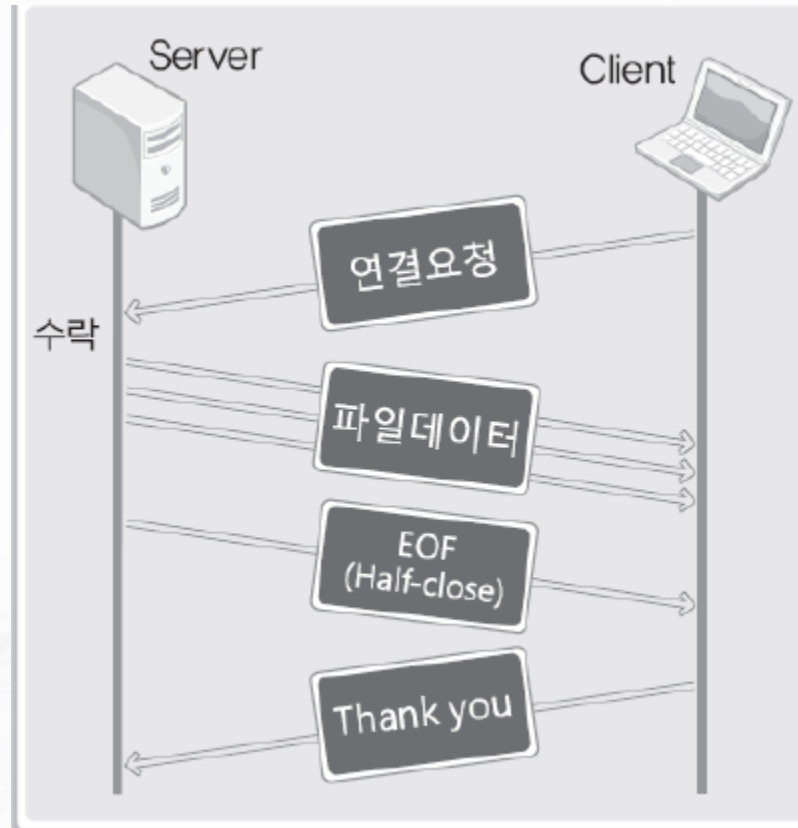 Server
Client
연결요청
수락
파일데이터
EOF
(Half-close)
Thank you